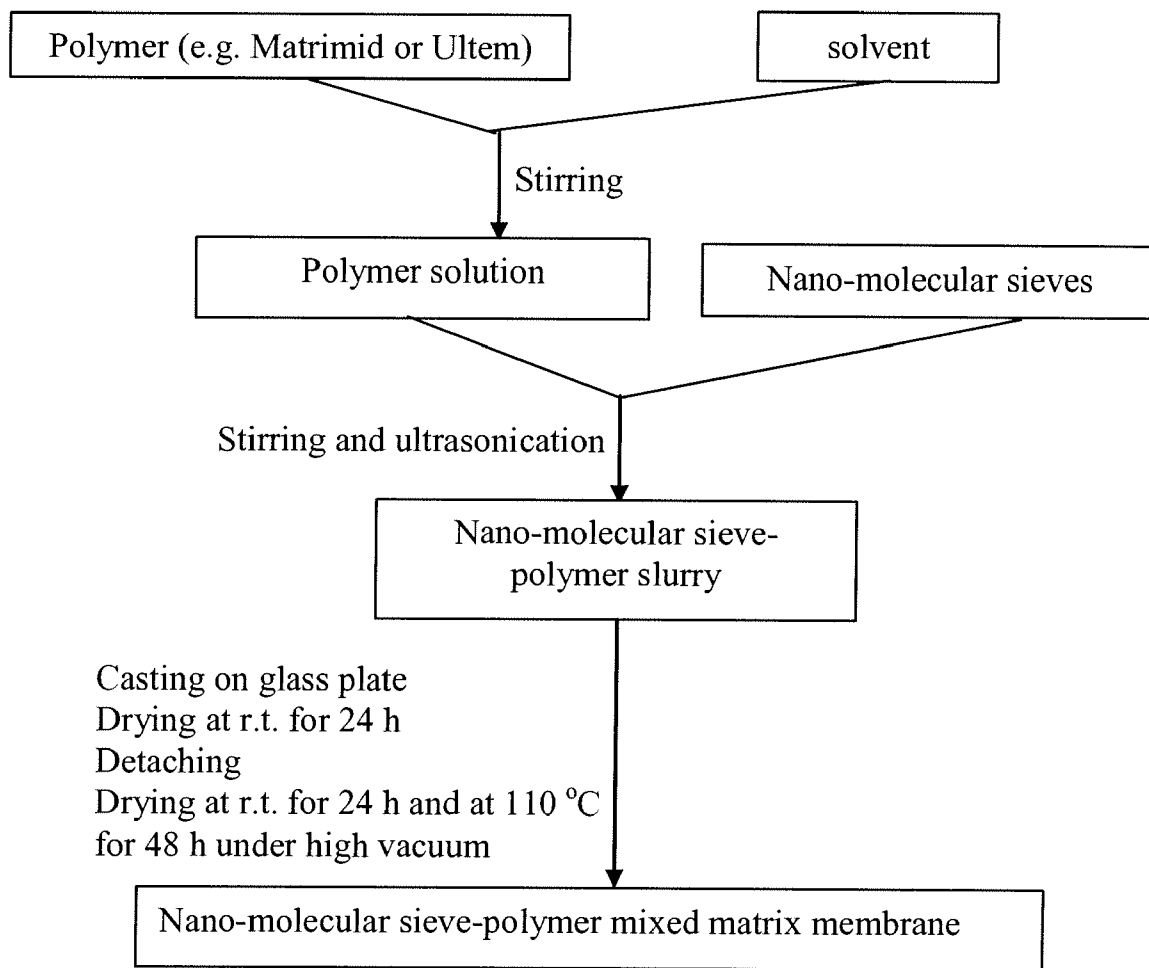 Polymer (e.g. Matrimid or Ultem)
solvent
Stirring
Polymer solution
Nano-molecular sieves
Stirring and ultrasonication
Nano-molecular sieve-
polymer slurry
Casting on glass plate
Drying at r.t. for 24 h
Detaching
Drying at r.t. for 24 h and at 110 °C
for 48 h under high vacuum
Nano-molecular sieve-polymer mixed matrix membrane